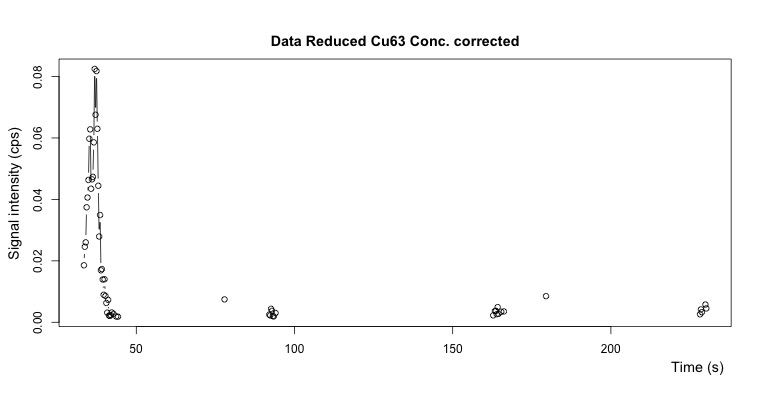 Data Reduced Cu63 Conc. corrected
Signal intensity (cps)
0.08
0.06
0.04
0.02
0.00
50 100 150 200
Time (s)